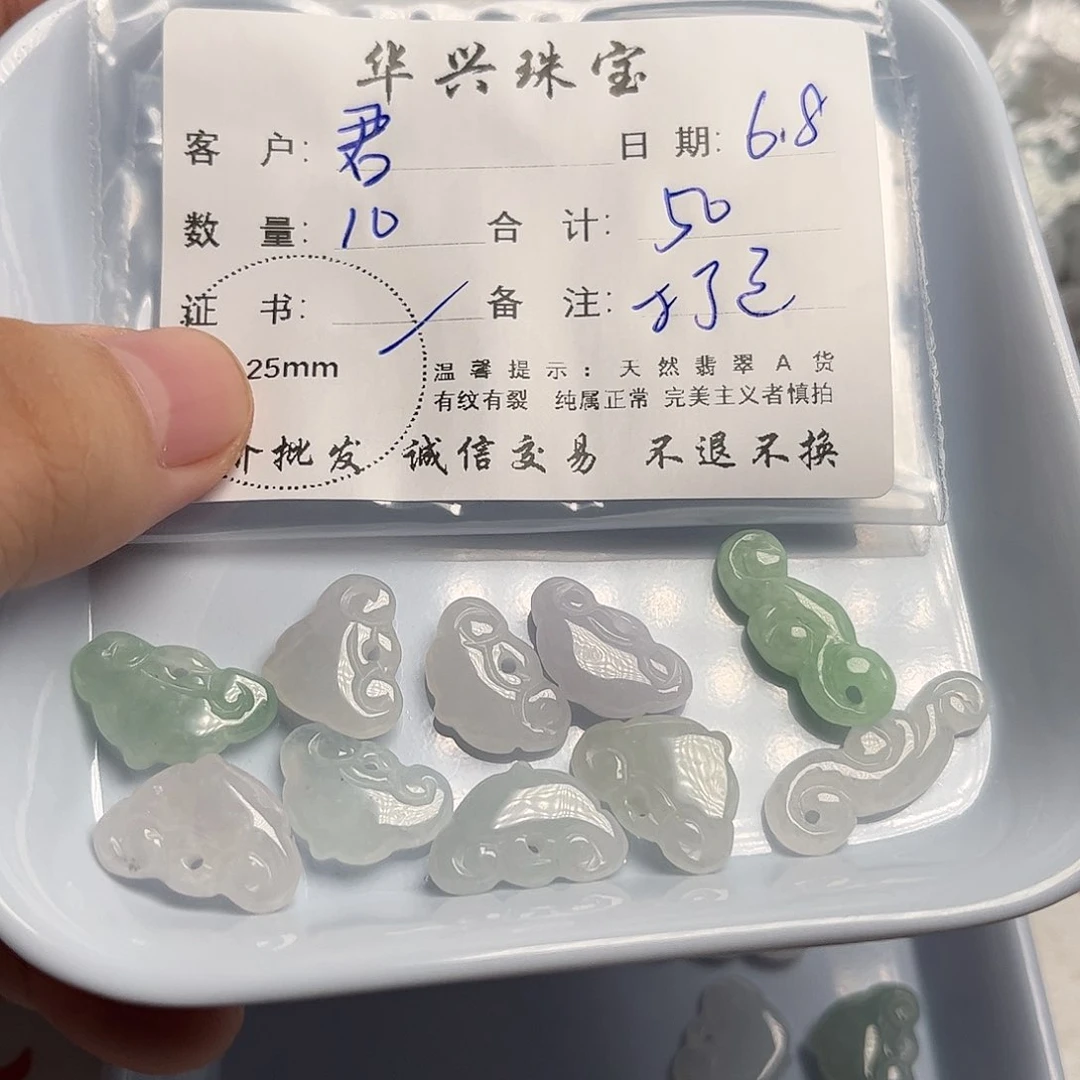 华兴珠宝
客 户: 君 日 期: 6.8
数 量: 10 合 计: 50
证 书: / 备 注: 打包
25mm
温馨提示: 天然翡翠A货
有纹有裂 纯属正常 完美主义者慎拍
批发 诚信交易 不退不换